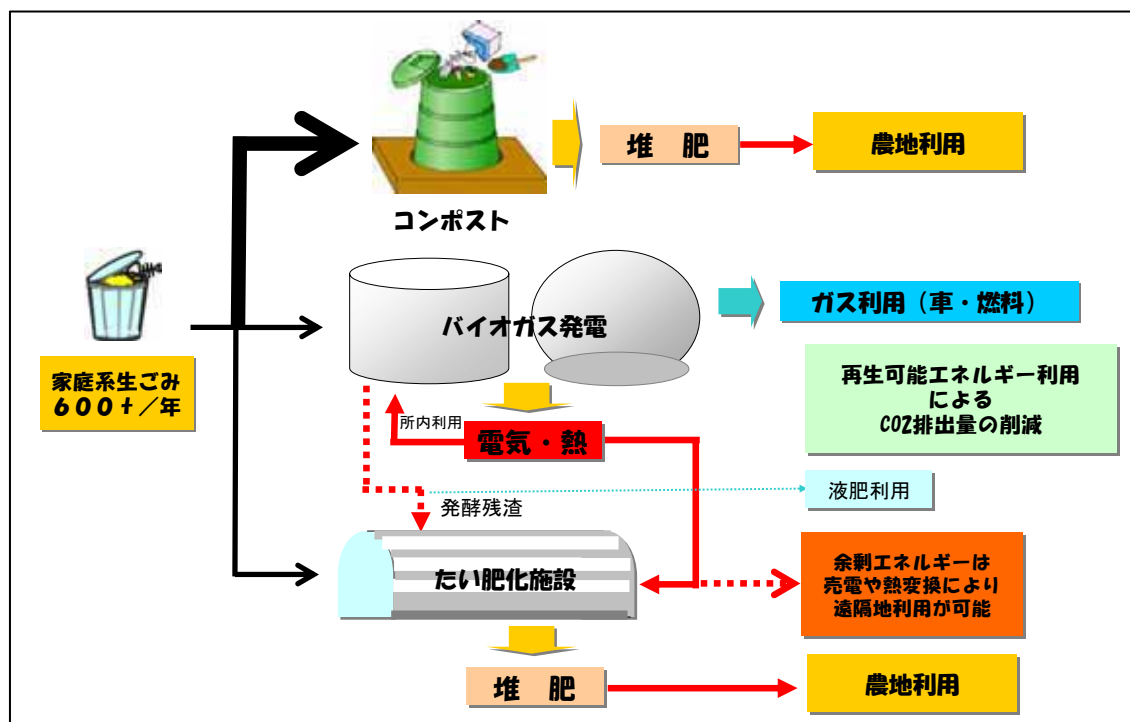 堆　肥
農地利用
コンポスト
バイオガス発電
ガス利用（車・燃料）
家庭系生ごみ
６００ｔ／年
再生可能エネルギー利用
による
CO2排出量の削減
所内利用
電気・熱
発酵残渣
液肥利用
たい肥化施設
余剰エネルギーは
売電や熱変換により
遠隔地利用が可能
堆　肥
農地利用